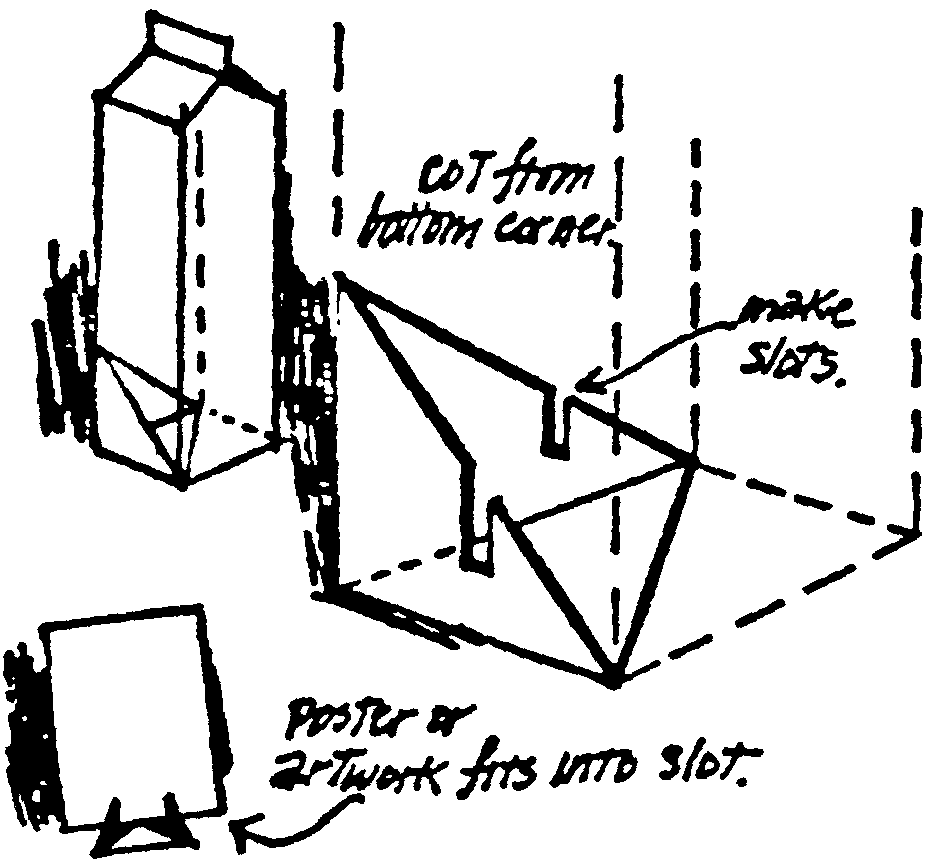 cut from
bottom corner.
make
slots.
Poster or
artwork fits into slot.